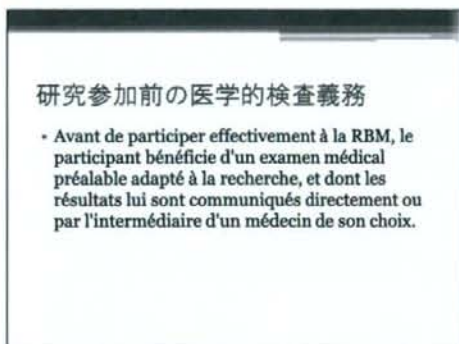 研究参加前の医学的検査義務
• Avant de participer effectivement à la RBM, le
participant bénéficie d'un examen médical
préalable adapté à la recherche, et dont les
résultats lui sont communiqués directement ou
par l'intermédiaire d'un médecin de son choix.